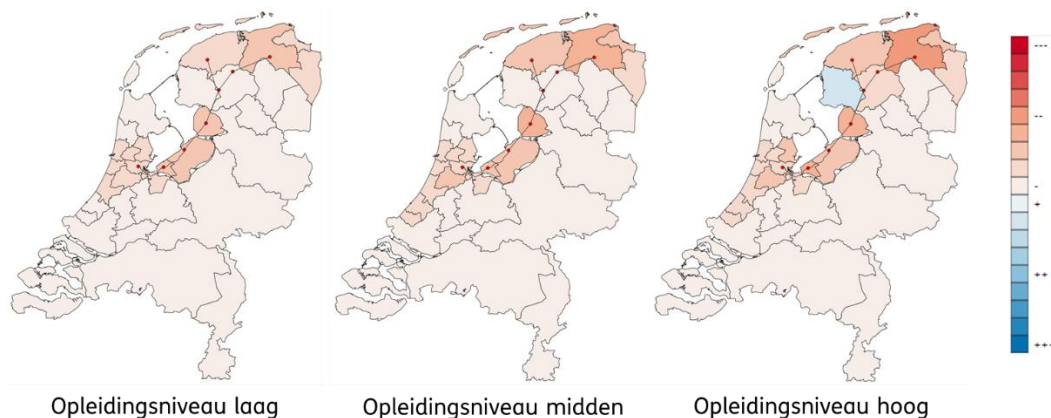 ---
--
-
+
++
+++
Opleidingsniveau laag
Opleidingsniveau midden
Opleidingsniveau hoog